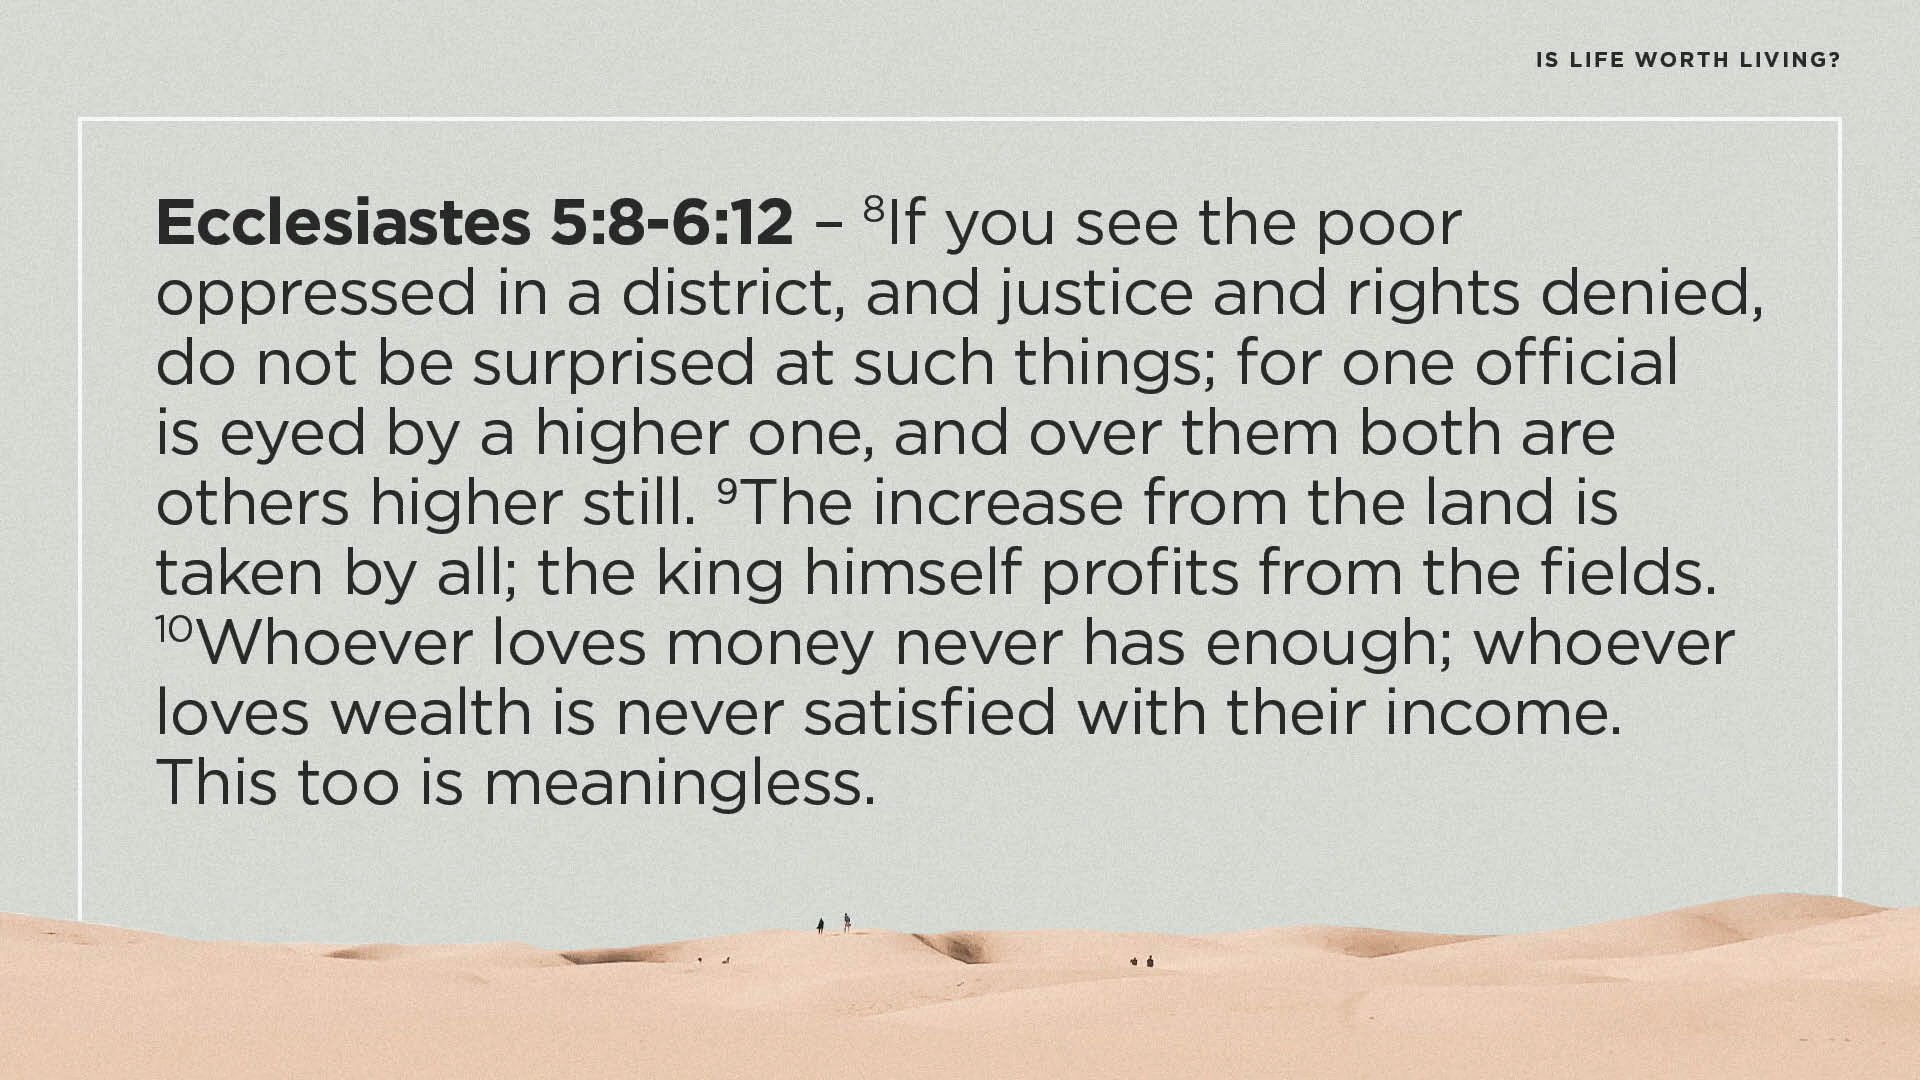 IS LIFE WORTH LIVING?
Ecclesiastes 5:8-6:12 – ⁸If you see the poor
oppressed in a district, and justice and rights denied,
do not be surprised at such things; for one official
is eyed by a higher one, and over them both are
others higher still. ⁹The increase from the land is
taken by all; the king himself profits from the fields.
¹⁰Whoever loves money never has enough; whoever
loves wealth is never satisfied with their income.
This too is meaningless.